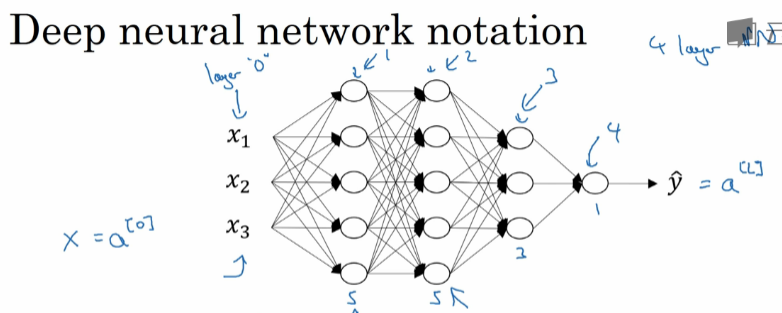 Deep neural network notation
4 layer NN
layer "0"
1
2
3
4
x₁
x₂
x₃
ŷ = a^[L]
x = a^[0]
5
5
3
1